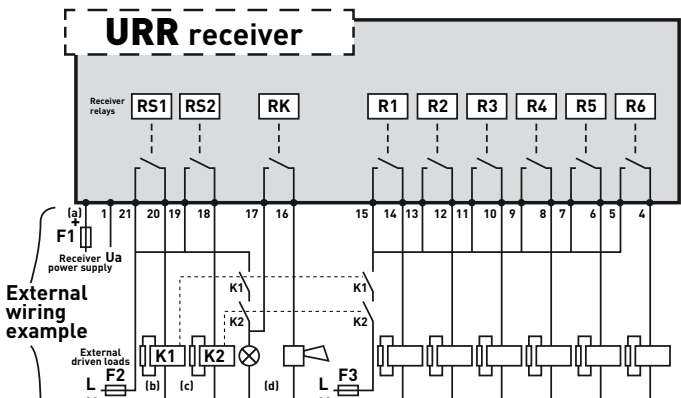 URR receiver
Receiver relays
RS1 RS2 RK R1 R2 R3 R4 R5 R6
(a) 1 21 20 19 18 17 16 15 14 13 12 11 10 9 8 7 6 5 4
+
F1
Receiver Ua
power supply
K1 K1
K2 K2
External
wiring
example
External
driven loads
K1 K2
L F2 (b) (c) (d) L F3